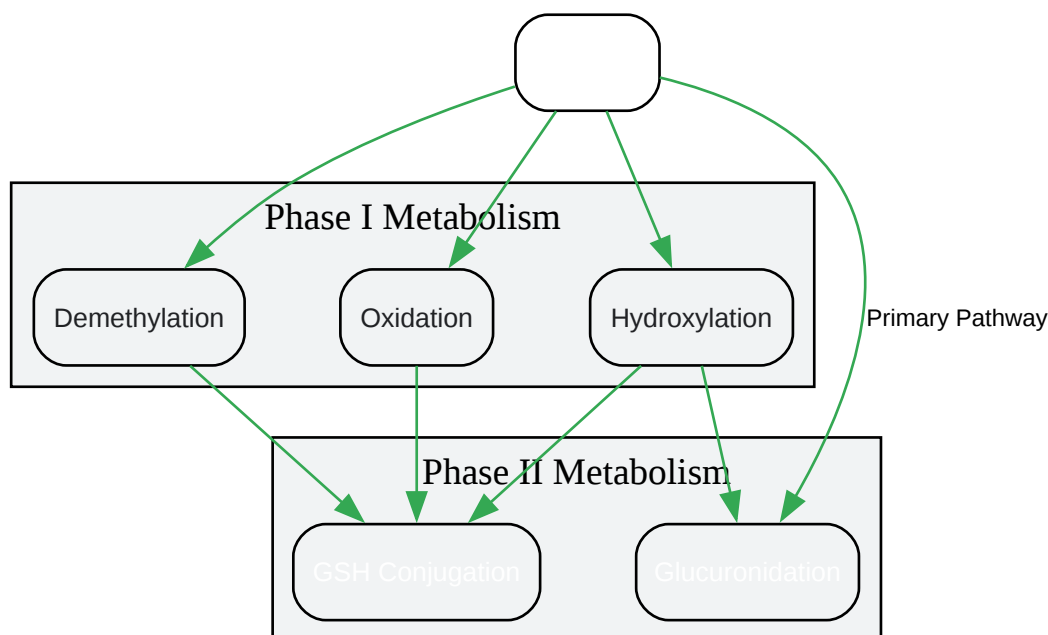 Phase I Metabolism
Demethylation
Oxidation
Hydroxylation
Primary Pathway
Phase II Metabolism
GSH Conjugation
Glucuronidation